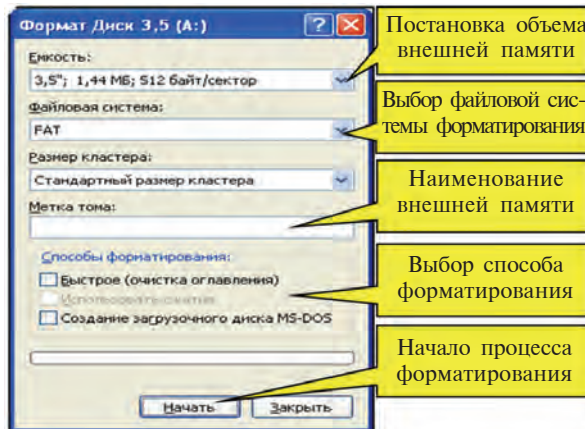 Формат Диск 3,5 (A:)
Емкость:
3,5"; 1,44 МБ; 512 байт/сектор
Файловая система:
FAT
Размер кластера:
Стандартный размер кластера
Метка тома:
Способы форматирования:
Быстрое (очистка оглавления)
Использовать сжатие
Создание загрузочного диска MS-DOS
Начать
Закрыть
Постановка объема
внешней памяти
Выбор файловой сис-
темы форматирования
Наименование
внешней памяти
Выбор способа
форматирования
Начало процесса
форматирования